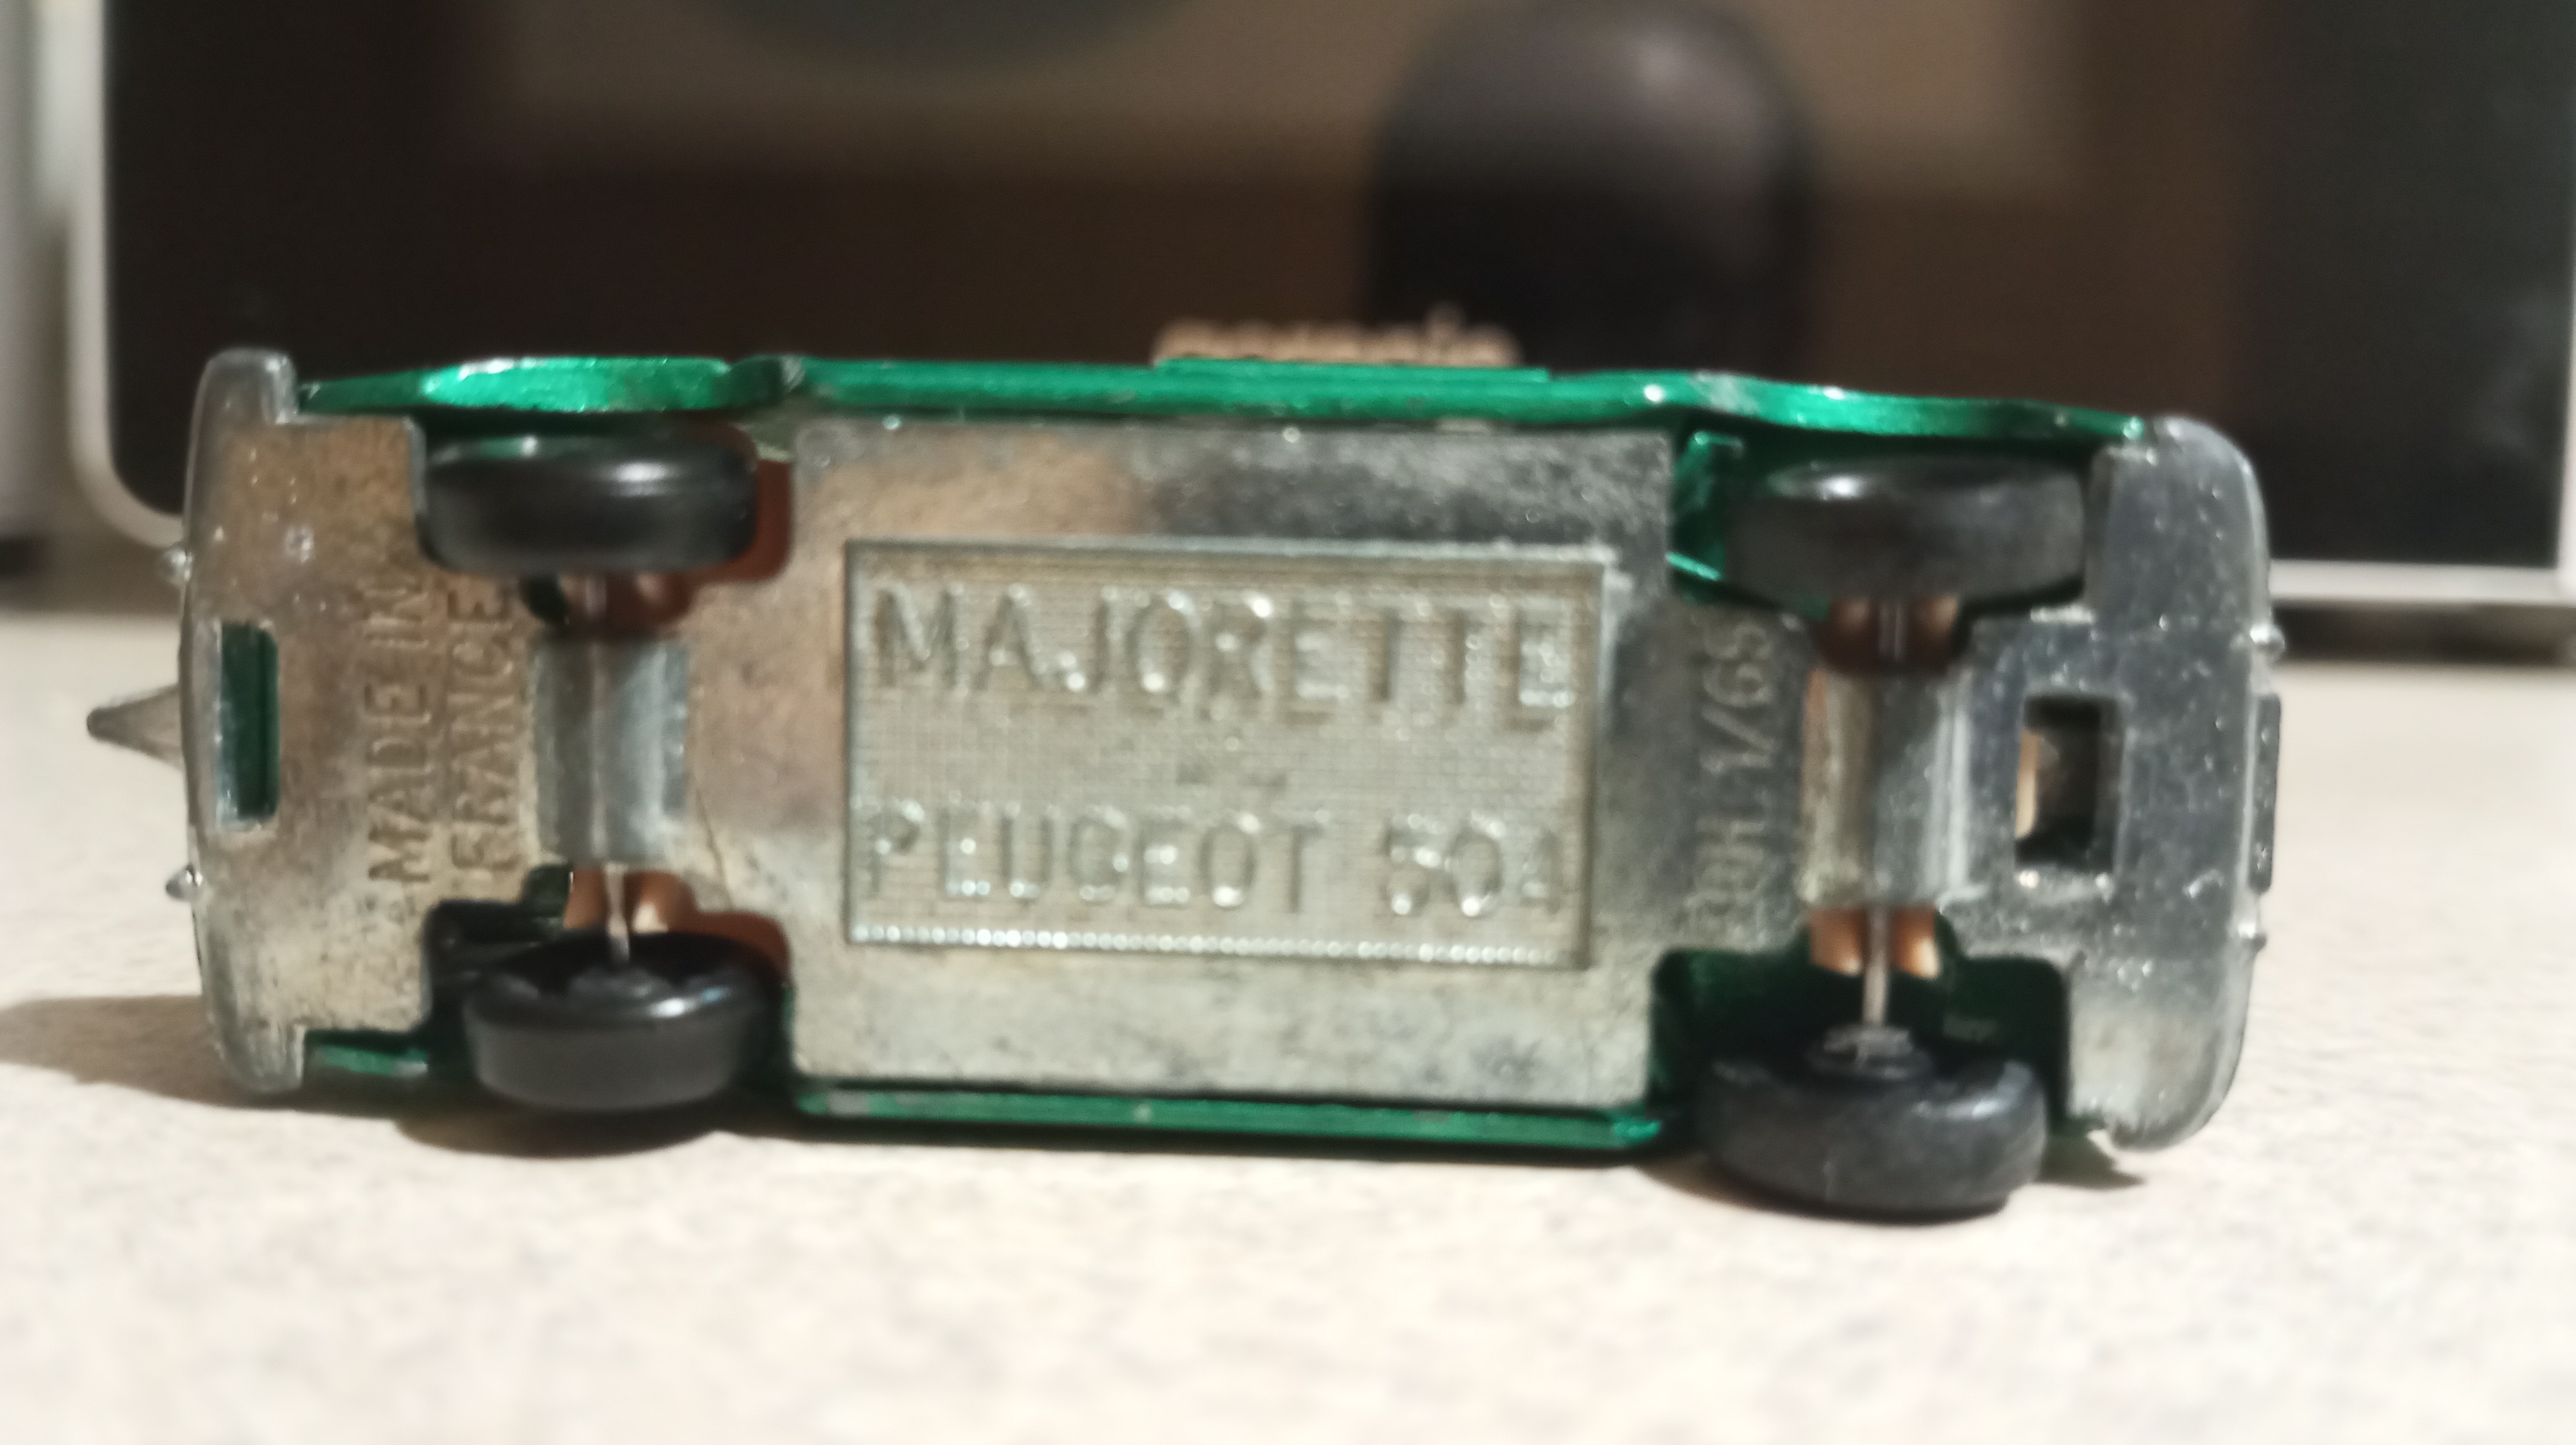 MADE IN
FRANCE
MAJORETTE
PEUGEOT 504
ECH 1/65